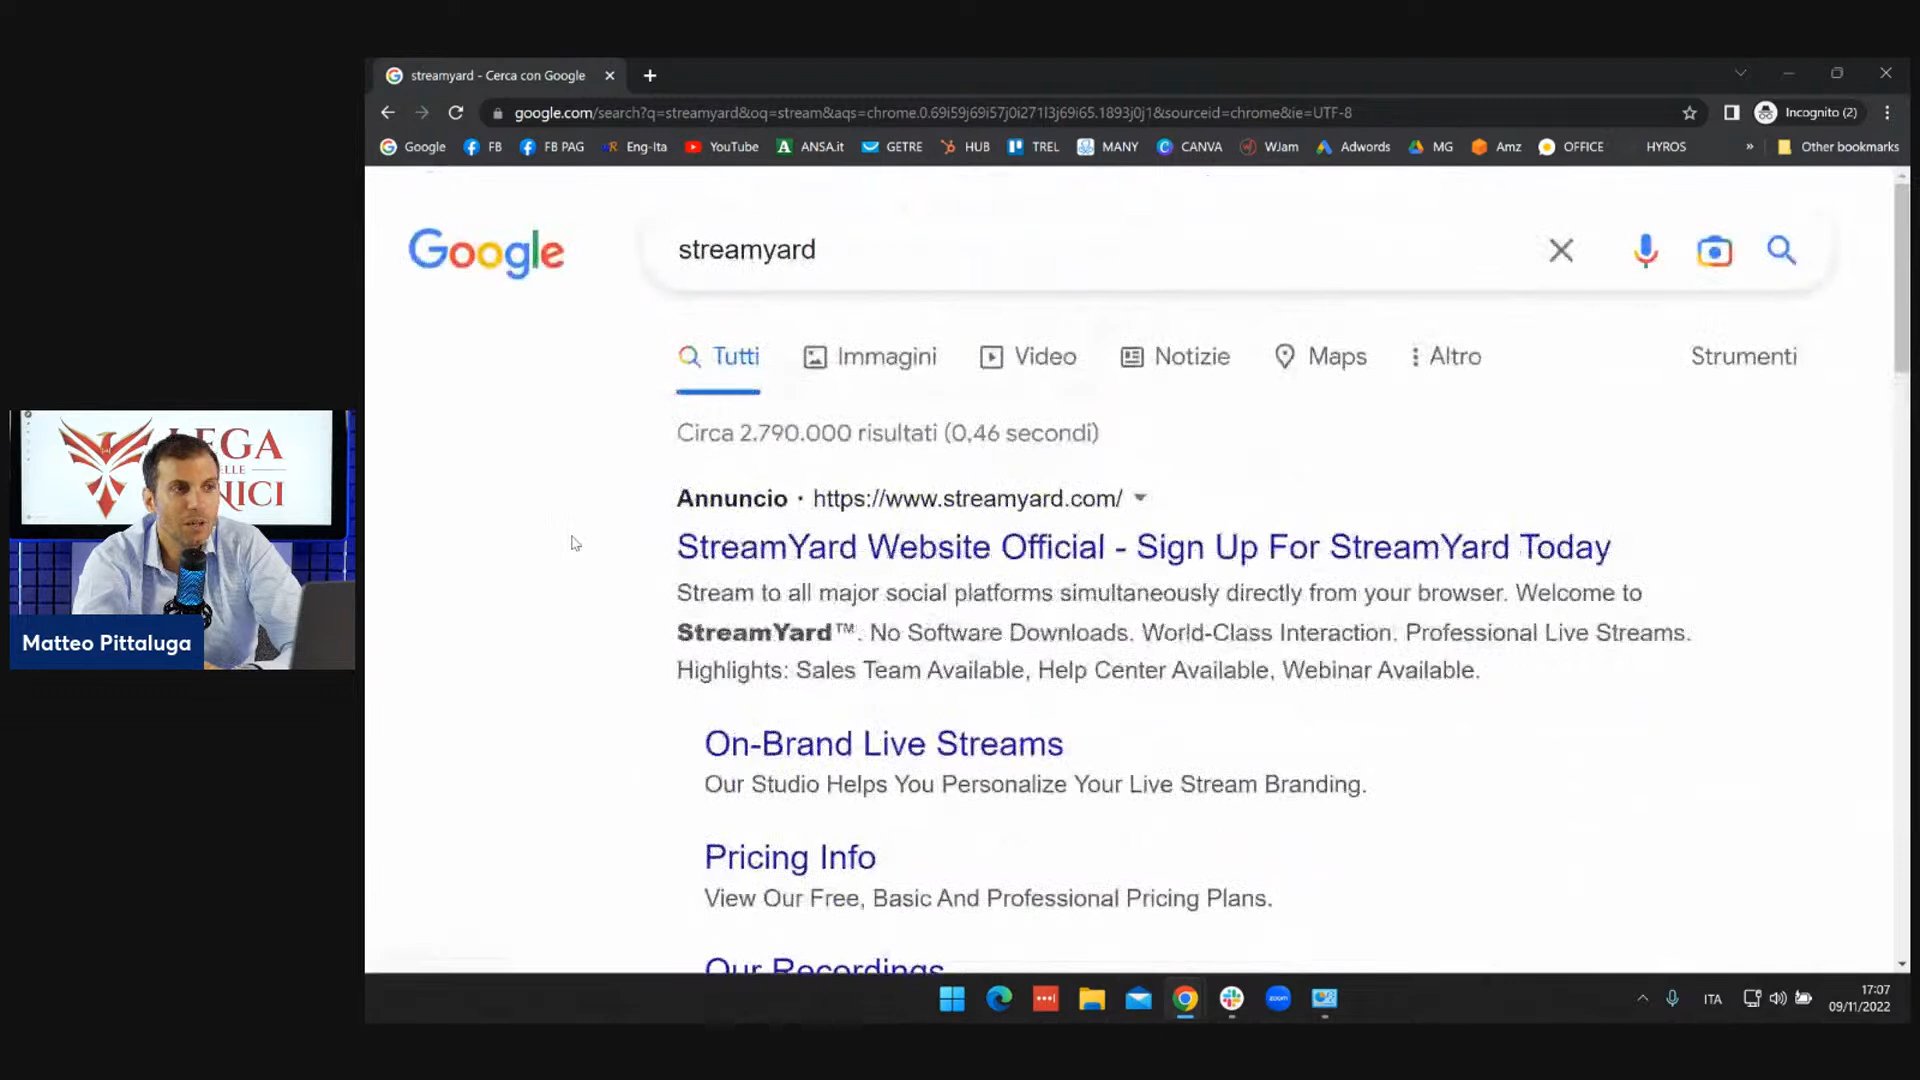 streamyard - Cerca con Google
google.com/search?q=streamyard&oq=stream&aqs=chrome.0.69i59j69i57j0i271l3j69i65.1893j0j1&sourceid=chrome&ie=UTF-8
Incognito (2)
Google FB FB PAG Eng-Ita YouTube ANSA.it GETRE HUB TREL MANY CANVA WJam Adwords MG Amz OFFICE HYROS » Other bookmarks
Google
streamyard
Tutti Immagini Video Notizie Maps Altro Strumenti
Circa 2.790.000 risultati (0,46 secondi)
Annuncio · https://www.streamyard.com/
StreamYard Website Official - Sign Up For StreamYard Today
Stream to all major social platforms simultaneously directly from your browser. Welcome to
StreamYard™. No Software Downloads. World-Class Interaction. Professional Live Streams.
Highlights: Sales Team Available, Help Center Available, Webinar Available.
On-Brand Live Streams
Our Studio Helps You Personalize Your Live Stream Branding.
Pricing Info
View Our Free, Basic And Professional Pricing Plans.
Our Recordings
zoom
ITA
17:07
09/11/2022
Matteo Pittaluga